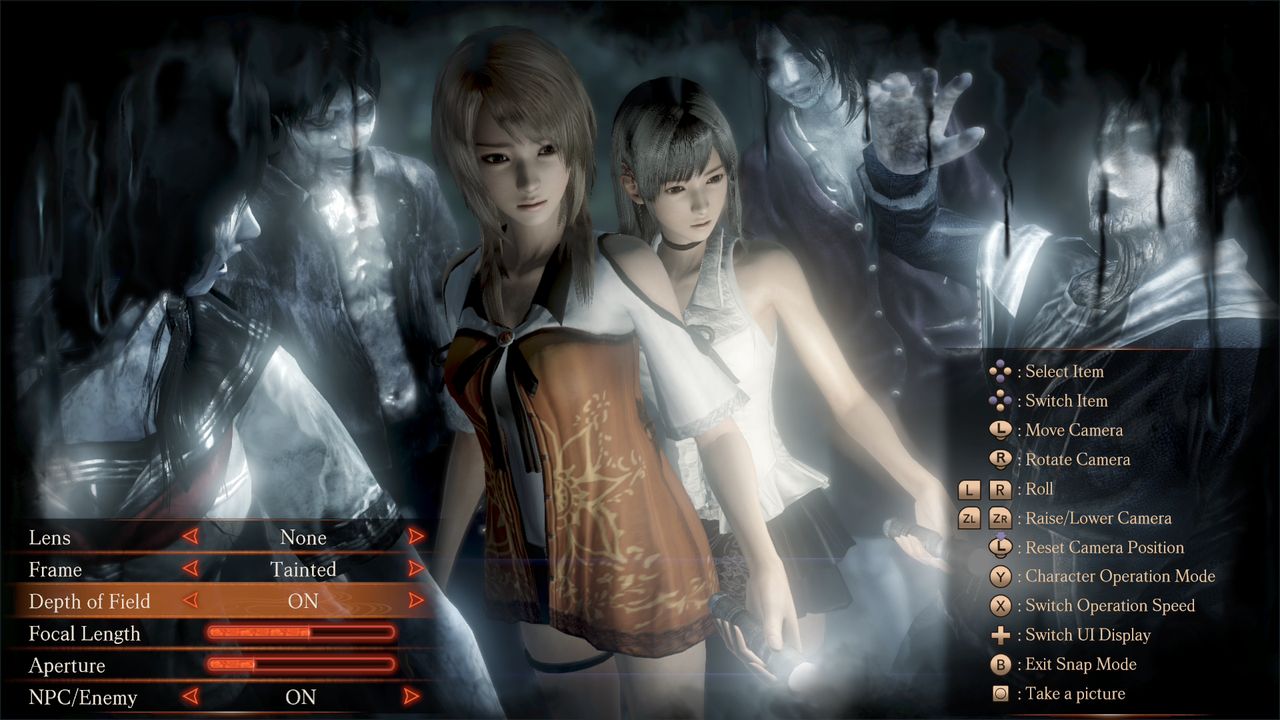 Lens None
Frame Tainted
Depth of Field ON
Focal Length
Aperture
NPC/Enemy ON
: Select Item
: Switch Item
L : Move Camera
R : Rotate Camera
L R : Roll
ZL ZR : Raise/Lower Camera
L : Reset Camera Position
Y : Character Operation Mode
X : Switch Operation Speed
: Switch UI Display
B : Exit Snap Mode
: Take a picture